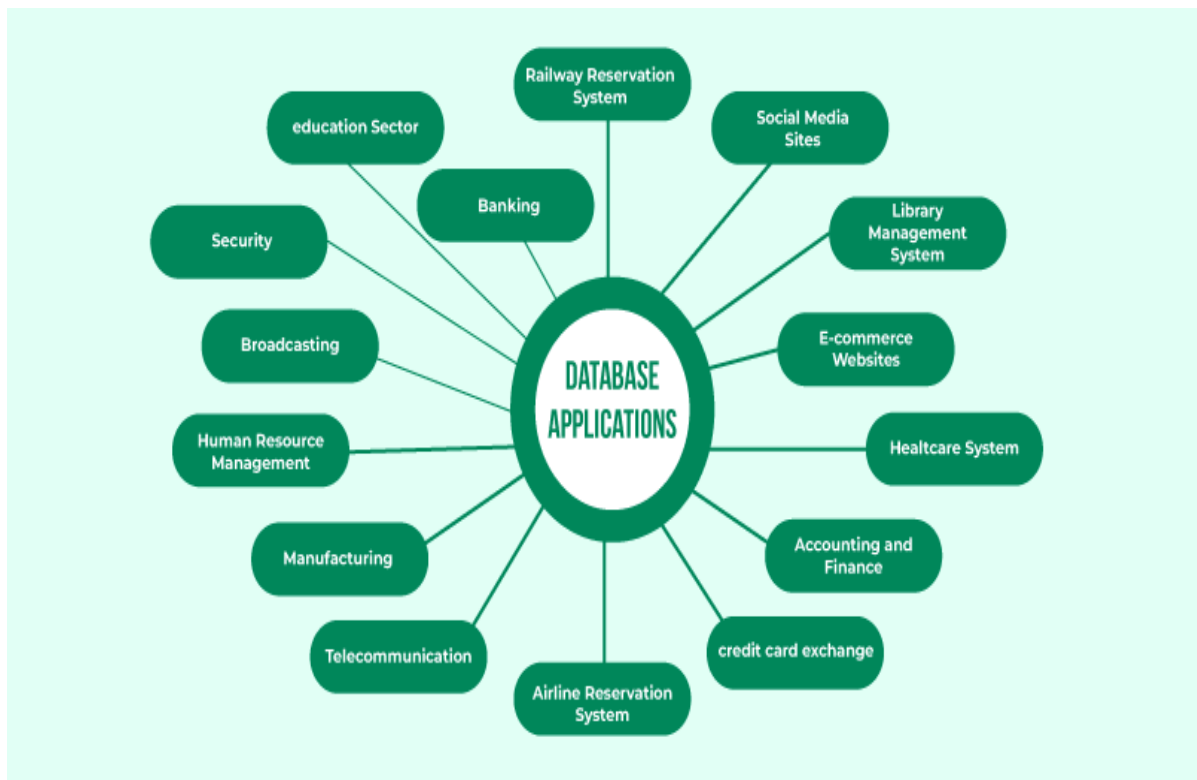 Railway Reservation
System
education Sector
Social Media
Sites
Banking
Library
Management
System
Security
Broadcasting
E-commerce
Websites
DATABASE
APPLICATIONS
Human Resource
Management
Healtcare System
Manufacturing
Accounting and
Finance
Telecommunication
credit card exchange
Airline Reservation
System